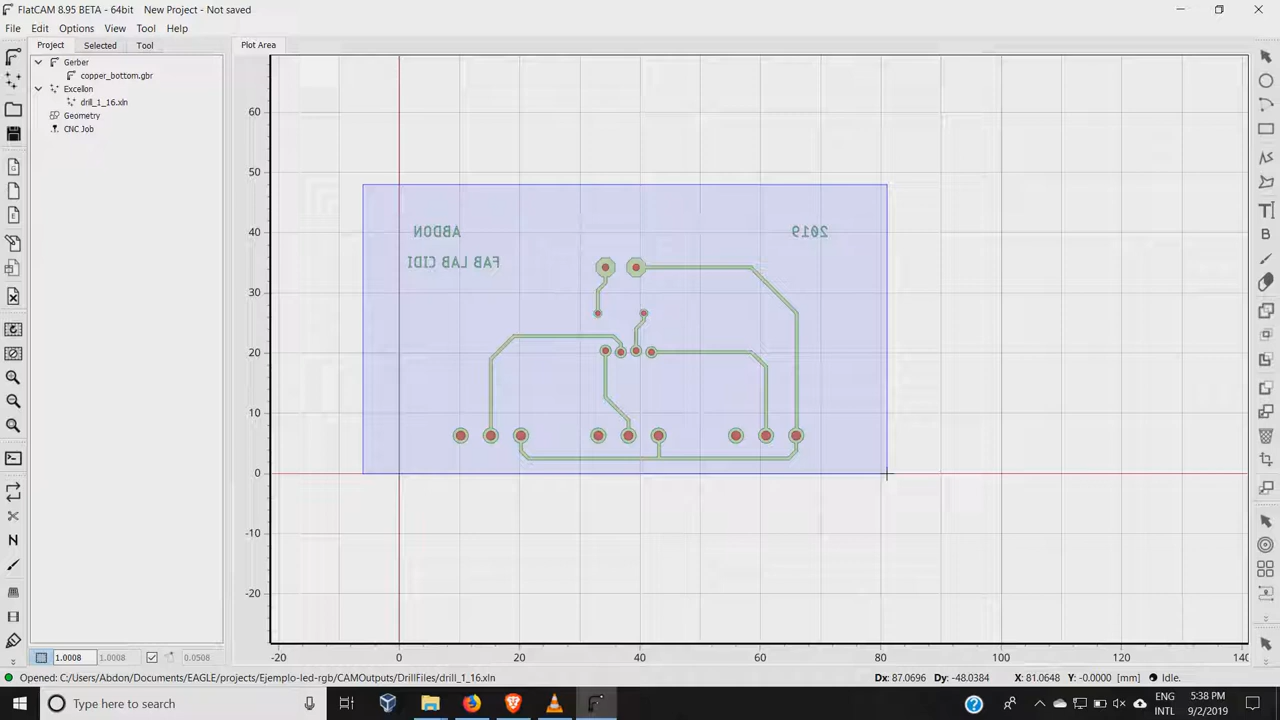 FlatCAM 8.95 BETA - 64bit New Project - Not saved
File Edit Options View Tool Help
Project Selected Tool
Plot Area
Gerber
copper_bottom.gbr
Excellon
drill_1_16.xln
Geometry
CNC Job
60
50
40
30
20
10
0
-10
-20
ABDON
2019
FAB LAB CIDI
-20 0 20 40 60 80 100 120 140
1.0008 1.0008 0.0508
Opened: C:/Users/Abdon/Documents/EAGLE/projects/Ejemplo-led-rgb/CAMOutputs/DrillFiles/drill_1_16.xln
Dx: 87.0696 Dy: -48.0384 X: 81.0648 Y: -0.0000 [mm] Idle.
Type here to search
ENG
INTL
5:38 PM
9/2/2019